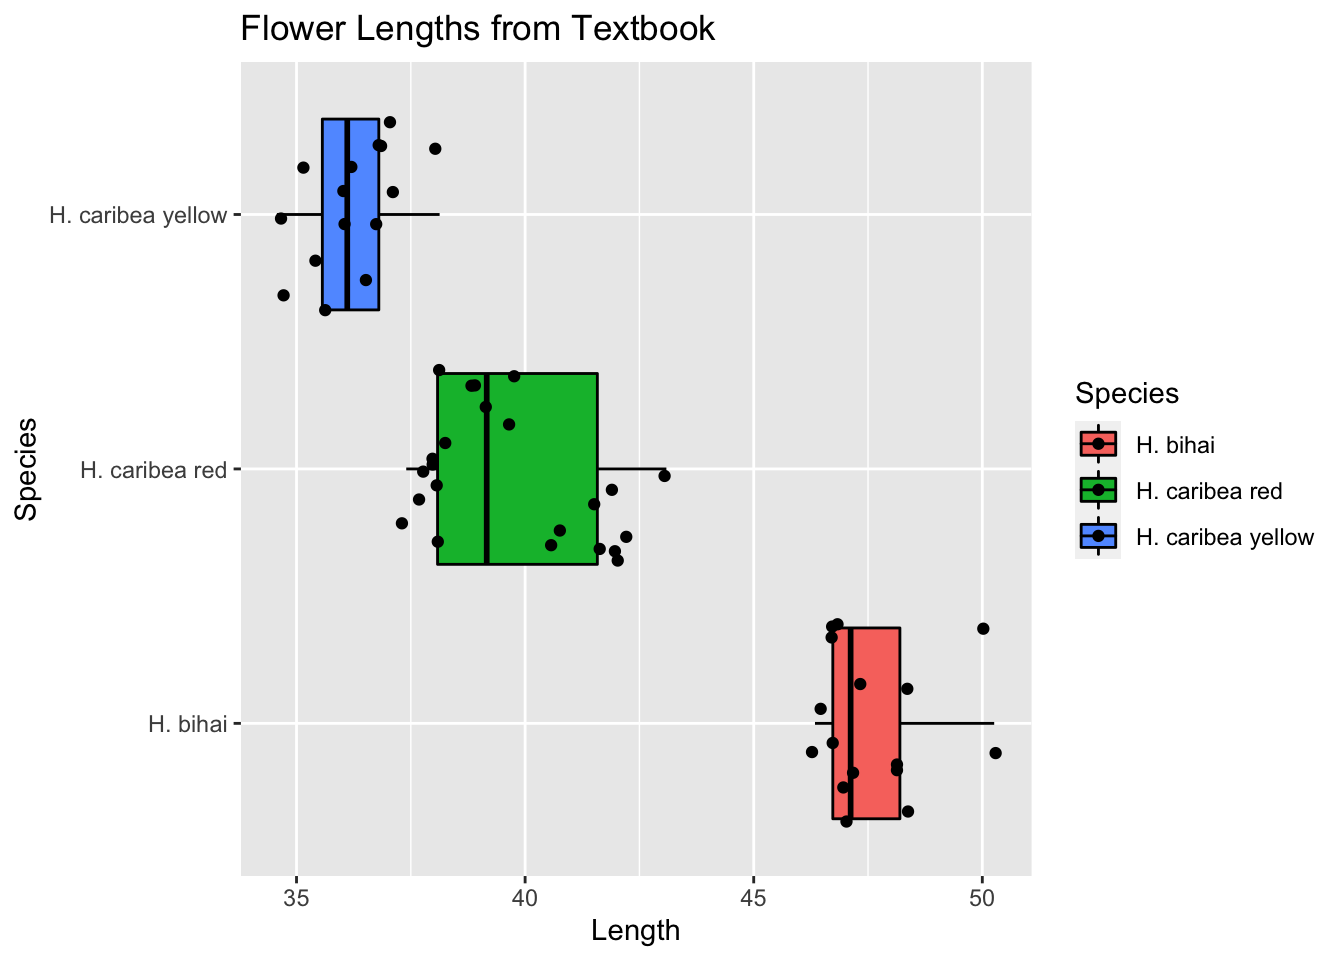 Flower Lengths from Textbook
Species
H. caribea yellow
H. caribea red
H. bihai
35 40 45 50
Length
Species
H. bihai
H. caribea red
H. caribea yellow